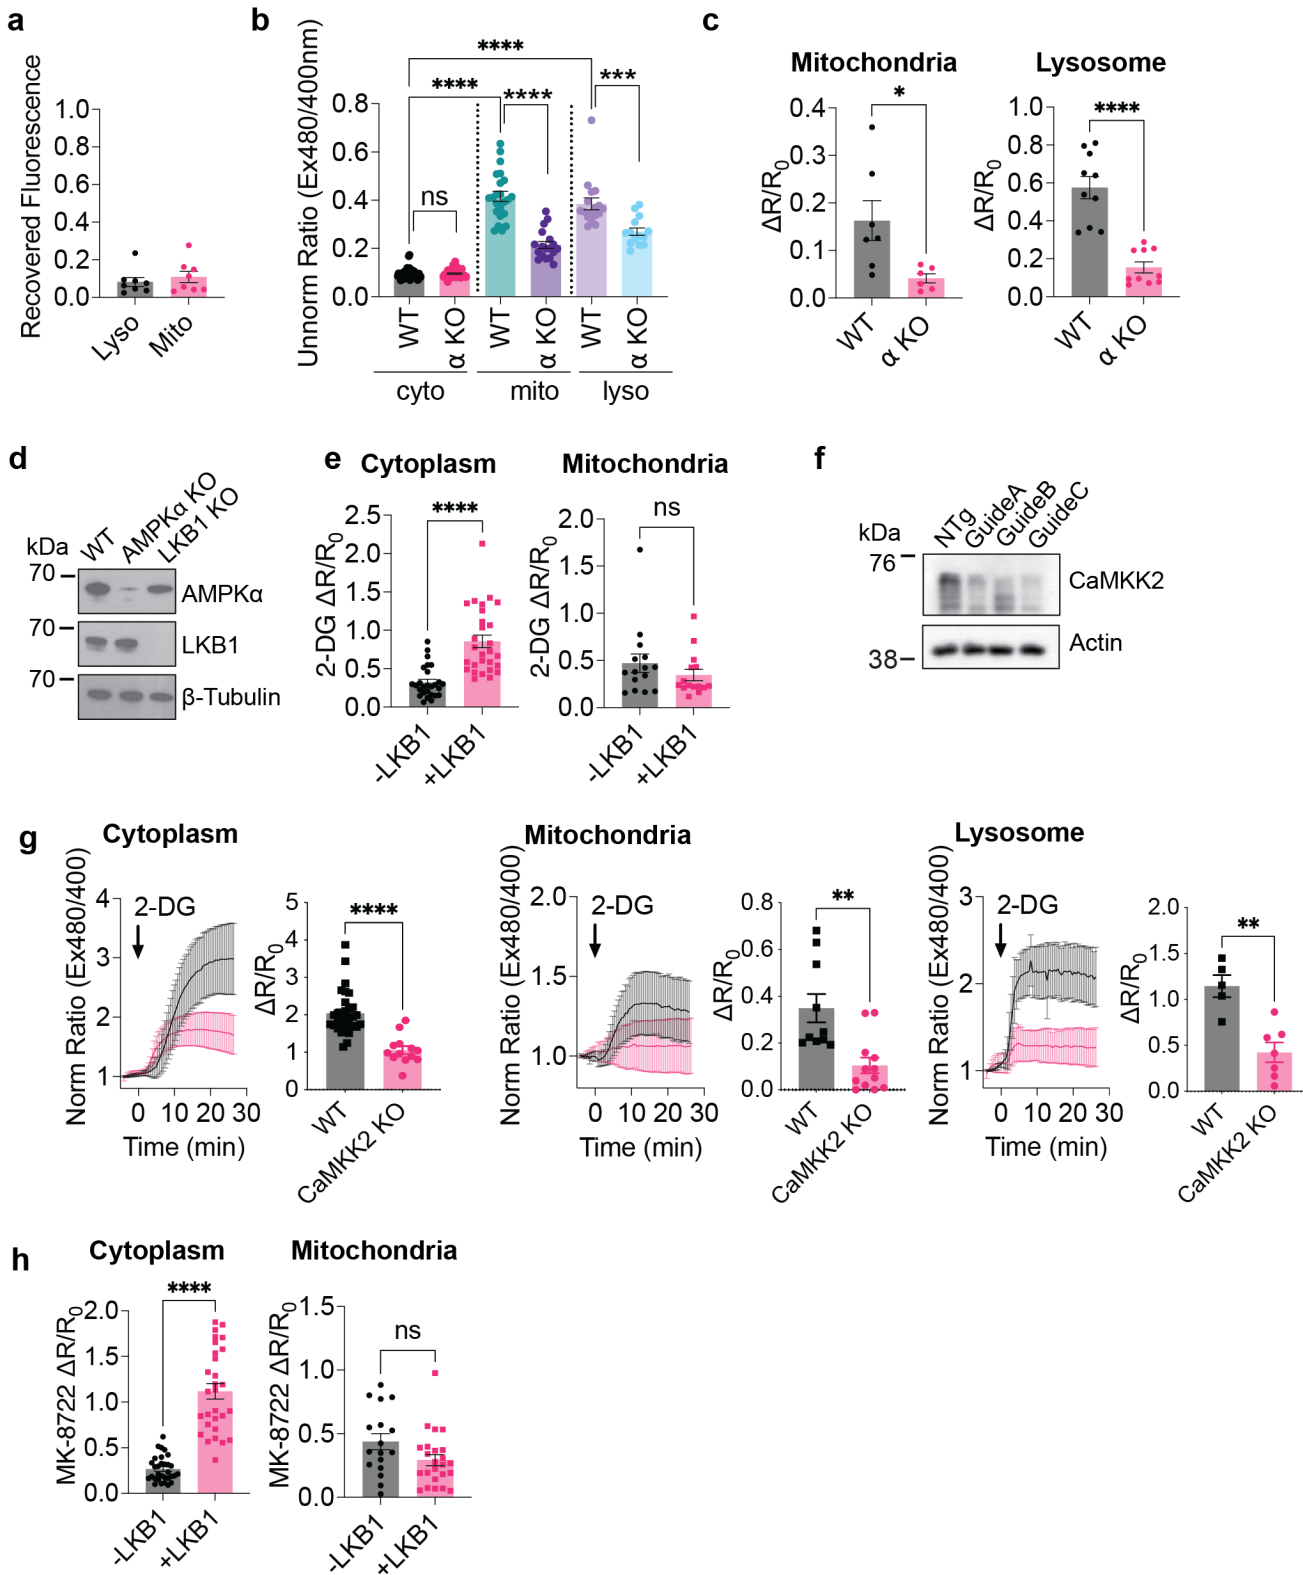 a
Recovered Fluorescence
1.0
0.8
0.6
0.4
0.2
0.0
Lyso
Mito
b
Unnorm Ratio (Ex480/400nm)
0.8
0.6
0.4
0.2
0.0
****
****
****
***
ns
WT
α KO
WT
α KO
WT
α KO
cyto
mito
lyso
c
Mitochondria
ΔR/R0
0.4
0.3
0.2
0.1
0.0
*
WT
α KO
Lysosome
ΔR/R0
1.0
0.8
0.6
0.4
0.2
0.0
****
WT
α KO
d
kDa
WT
AMPKα KO
LKB1 KO
70
AMPKα
70
LKB1
70
β-Tubulin
e
Cytoplasm
2-DG ΔR/R0
2.5
2.0
1.5
1.0
0.5
0.0
****
-LKB1
+LKB1
Mitochondria
2-DG ΔR/R0
2.0
1.5
1.0
0.5
0.0
ns
-LKB1
+LKB1
f
kDa
NTg
GuideA
GuideB
GuideC
76
CaMKK2
38
Actin
g
Cytoplasm
Norm Ratio (Ex480/400)
4
3
2
1
2-DG
0 10 20 30
Time (min)
ΔR/R0
5
4
3
2
1
0
****
WT
CaMKK2 KO
Mitochondria
Norm Ratio (Ex480/400)
2.0
1.5
1.0
2-DG
0 10 20 30
Time (min)
ΔR/R0
0.8
0.6
0.4
0.2
0.0
**
WT
CaMKK2 KO
Lysosome
Norm Ratio (Ex480/400)
3
2
1
2-DG
0 10 20 30
Time (min)
ΔR/R0
2.0
1.5
1.0
0.5
0.0
**
WT
CaMKK2 KO
h
Cytoplasm
MK-8722 ΔR/R0
2.0
1.5
1.0
0.5
0.0
****
-LKB1
+LKB1
Mitochondria
MK-8722 ΔR/R0
1.5
1.0
0.5
0.0
ns
-LKB1
+LKB1